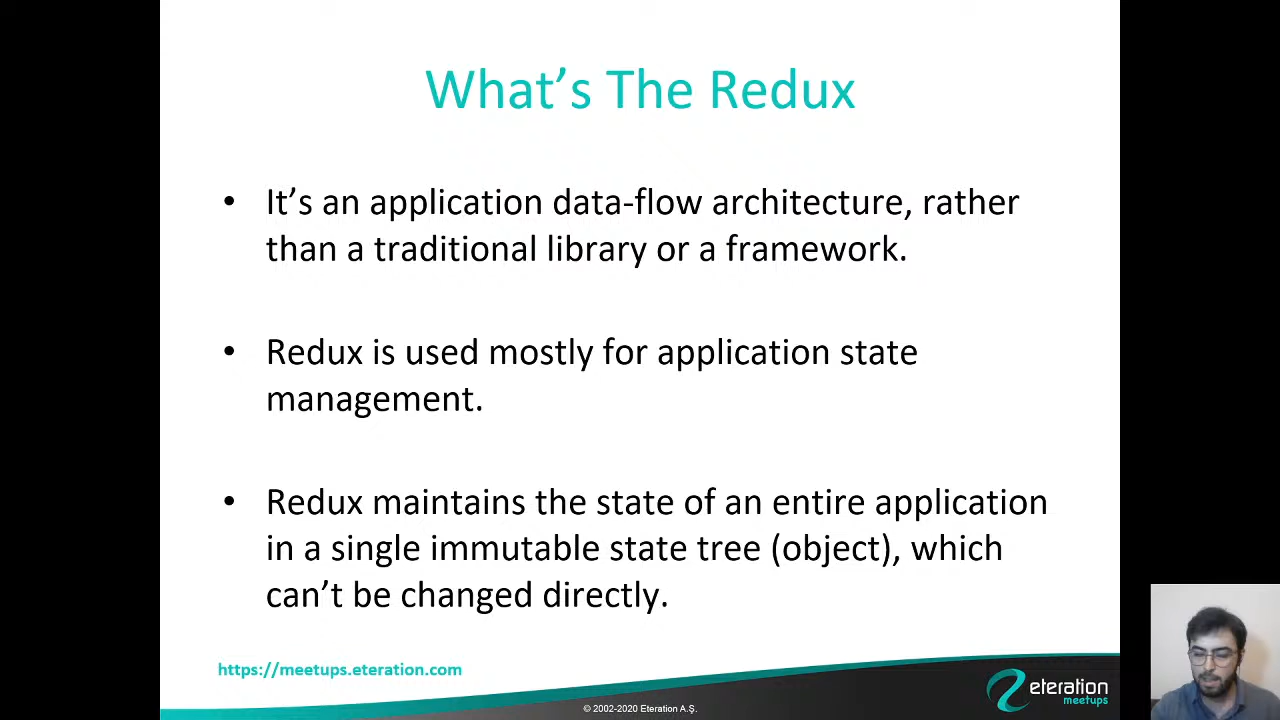 What’s The Redux
• It’s an application data-flow architecture, rather
than a traditional library or a framework.
• Redux is used mostly for application state
management.
• Redux maintains the state of an entire application
in a single immutable state tree (object), which
can’t be changed directly.
https://meetups.eteration.com
© 2002-2020 Eteration A.Ş.
eteration
meetups